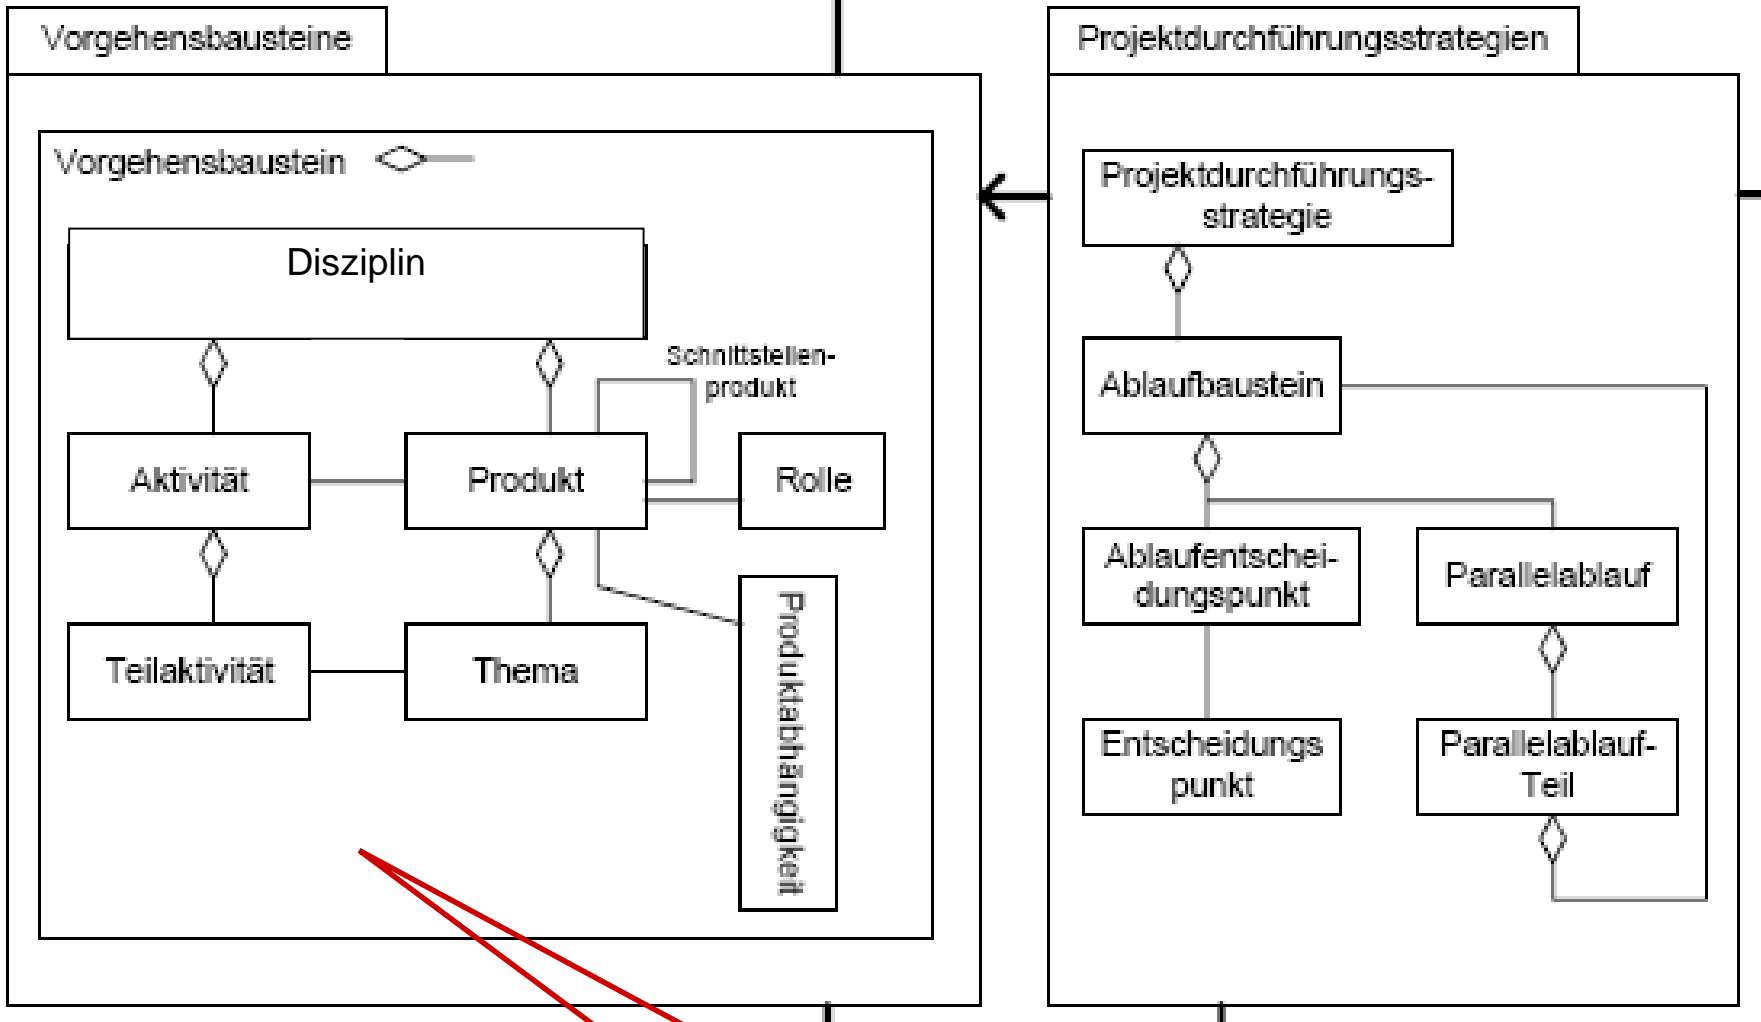 Vorgehensbausteine
Vorgehensbaustein
Disziplin
Schnittstellen-
produkt
Aktivität
Produkt
Rolle
Teilaktivität
Thema
Produktabhängigkeit
Projektdurchführungsstrategien
Projektdurchführungs-
strategie
Ablaufbaustein
Ablaufentschei-
dungspunkt
Parallelablauf
Entscheidungs
punkt
Parallelablauf-
Teil